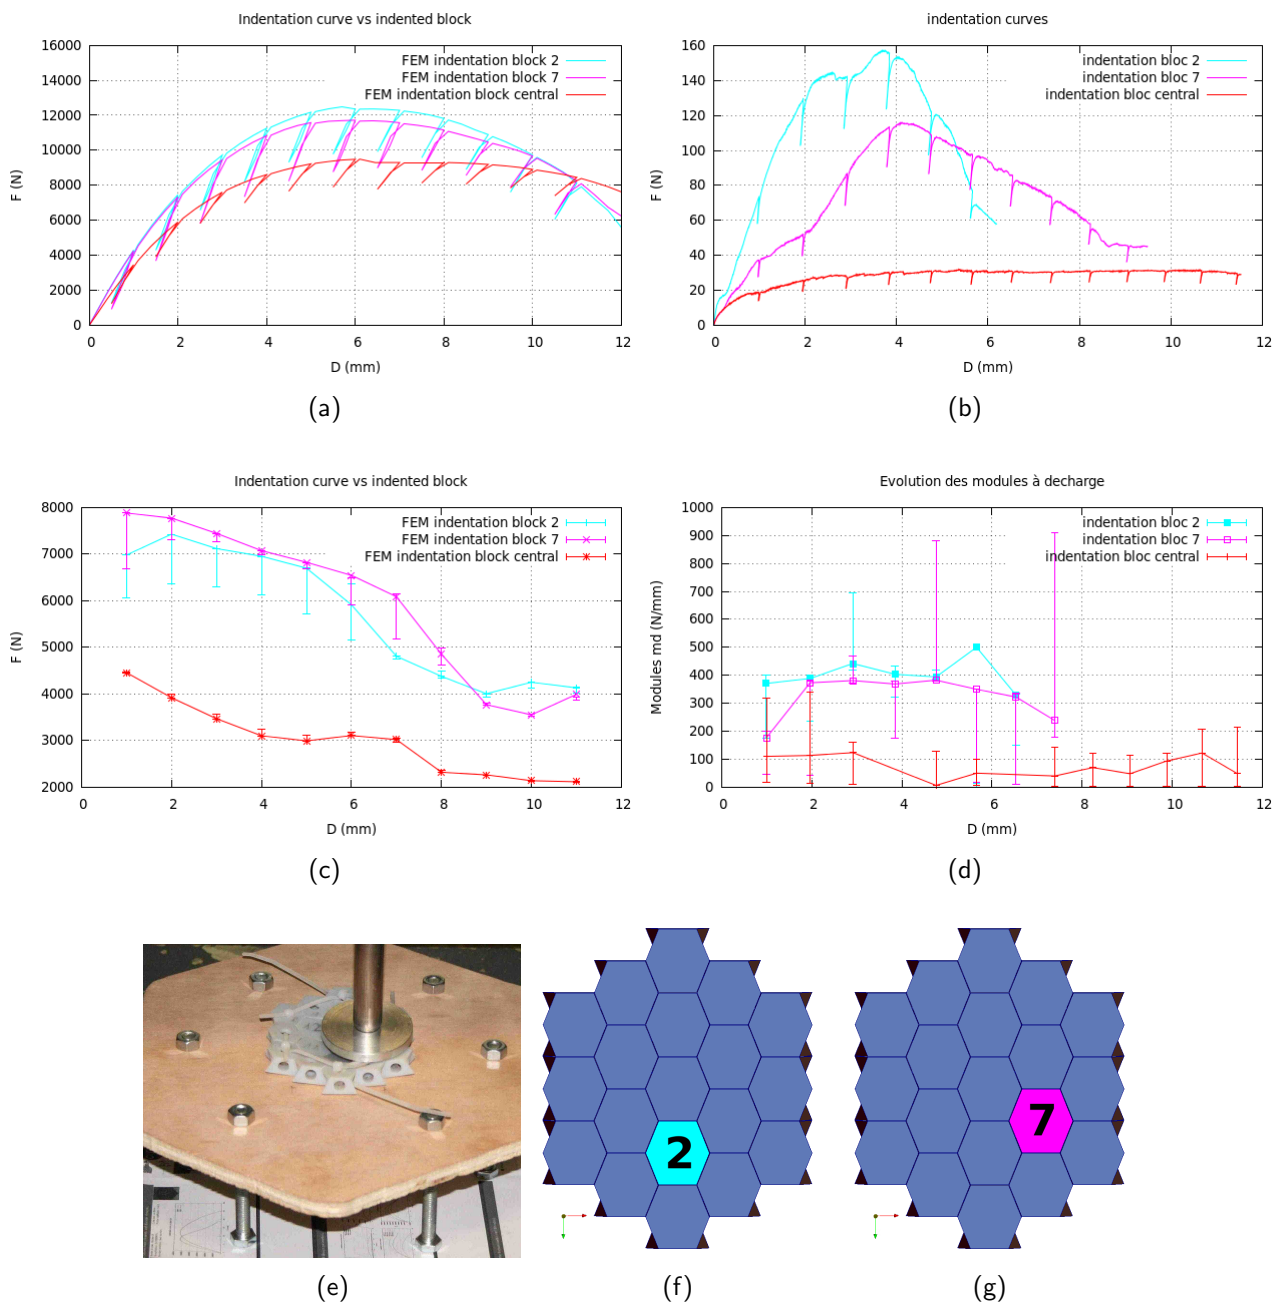 Indentation curve vs indented block
F (N)
16000
14000
12000
10000
8000
6000
4000
2000
0
FEM indentation block 2
FEM indentation block 7
FEM indentation block central
0 2 4 6 8 10 12
D (mm)
(a)
indentation curves
F (N)
160
140
120
100
80
60
40
20
0
indentation bloc 2
indentation bloc 7
indentation bloc central
0 2 4 6 8 10 12
D (mm)
(b)
Indentation curve vs indented block
F (N)
8000
7000
6000
5000
4000
3000
2000
FEM indentation block 2
FEM indentation block 7
FEM indentation block central
0 2 4 6 8 10 12
D (mm)
(c)
Evolution des modules à decharge
Modules md (N/mm)
1000
900
800
700
600
500
400
300
200
100
0
indentation bloc 2
indentation bloc 7
indentation bloc central
0 2 4 6 8 10 12
D (mm)
(d)
(e)
2
(f)
7
(g)